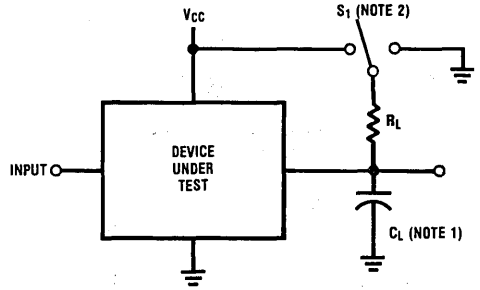 VCC
S1 (NOTE 2)
RL
INPUT
DEVICE
UNDER
TEST
CL (NOTE 1)